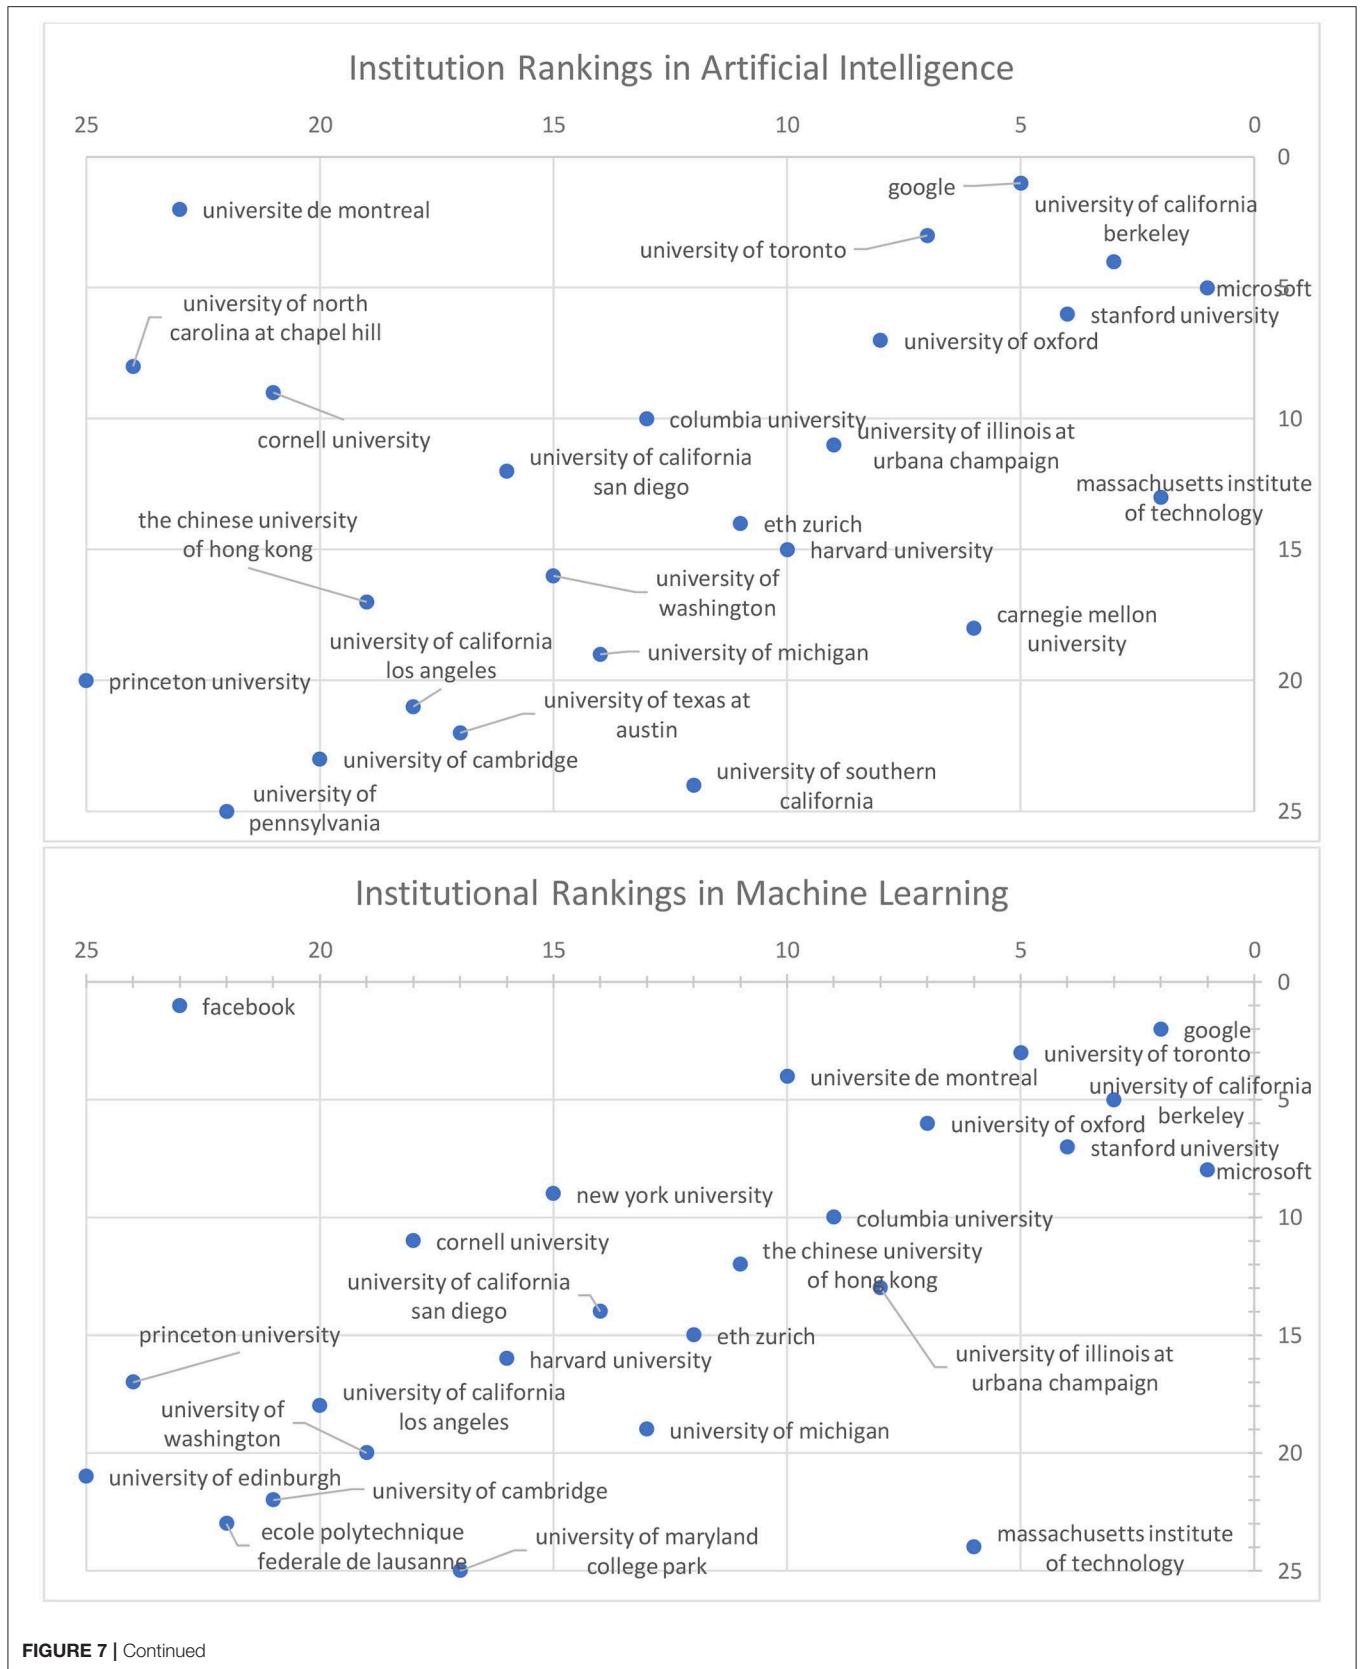 Institution Rankings in Artificial Intelligence
25 20 15 10 5 0
0
google
university of california
berkeley
universite de montreal
university of toronto
5
microsoft
university of north
carolina at chapel hill
stanford university
university of oxford
cornell university
columbia university
10
university of illinois at
urbana champaign
university of california
san diego
massachusetts institute
of technology
the chinese university
of hong kong
eth zurich
harvard university
15
university of
washington
carnegie mellon
university
university of california
los angeles
university of michigan
princeton university
20
university of texas at
austin
university of cambridge
university of southern
california
university of
pennsylvania
25
Institutional Rankings in Machine Learning
25 20 15 10 5 0
0
facebook
google
university of toronto
universite de montreal
university of california
berkeley
5
university of oxford
stanford university
microsoft
new york university
columbia university
10
cornell university
the chinese university
of hong kong
university of california
san diego
princeton university
eth zurich
15
university of illinois at
urbana champaign
harvard university
university of california
los angeles
university of
washington
university of michigan
20
university of edinburgh
university of cambridge
ecole polytechnique
federale de lausanne
university of maryland
college park
massachusetts institute
of technology
25
FIGURE 7 | Continued